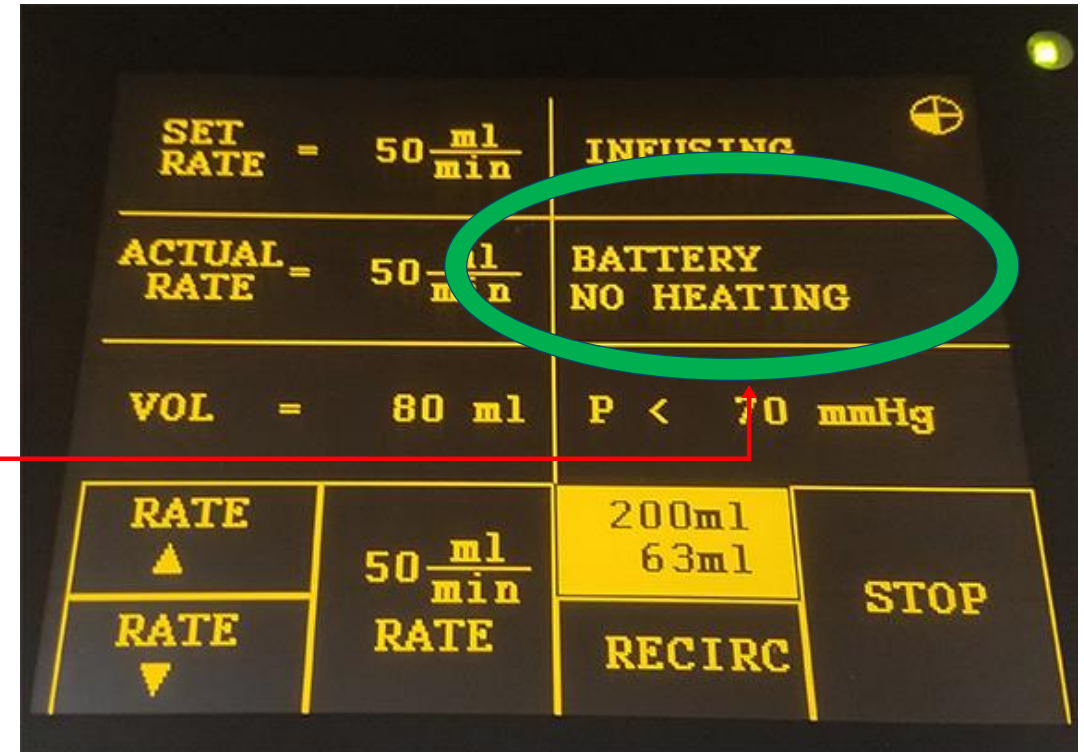 SET
RATE = 50 ml/min
INFUSING
ACTUAL
RATE = 50 ml/min
BATTERY
NO HEATING
VOL = 80 ml
P < 70 mmHg
RATE
▲
RATE
▼
50 ml/min
RATE
200ml
63ml
RECIRC
STOP